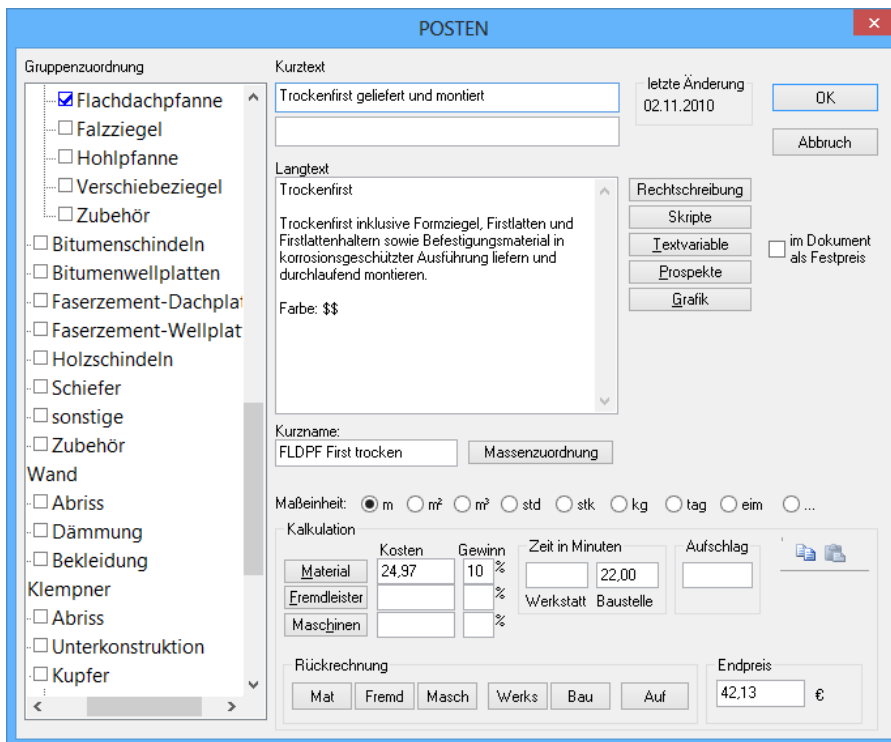 POSTEN
Gruppenzuordnung
Flachdachpfanne
Falzziegel
Hohlpfanne
Verschiebeziegel
Zubehör
Bitumenschindeln
Bitumenwellplatten
Faserzement-Dachplat
Faserzement-Wellplat
Holzschindeln
Schiefer
sonstige
Zubehör
Wand
Abriss
Dämmung
Bekleidung
Klempner
Abriss
Unterkonstruktion
Kupfer
Kurztext
Trockenfirst geliefert und montiert
letzte Änderung
02.11.2010
OK
Abbruch
Langtext
Trockenfirst
Trockenfirst inklusive Formziegel, Firstlatten und
Firstlattenhaltern sowie Befestigungsmaterial in
korrosionsgeschützter Ausführung liefern und
durchlaufend montieren.
Farbe: $$
Rechtschreibung
Skripte
Textvariable
Prospekte
Grafik
im Dokument
als Festpreis
Kurzname:
FLDPF First trocken
Massenzuordnung
Maßeinheit: m m² m³ std stk kg tag eim ...
Kalkulation
Kosten Gewinn
Material 24,97 10 %
Fremdleister %
Maschinen %
Zeit in Minuten
22,00
Werkstatt Baustelle
Aufschlag
Rückrechnung
Mat Fremd Masch Werks Bau Auf
Endpreis
42,13 €